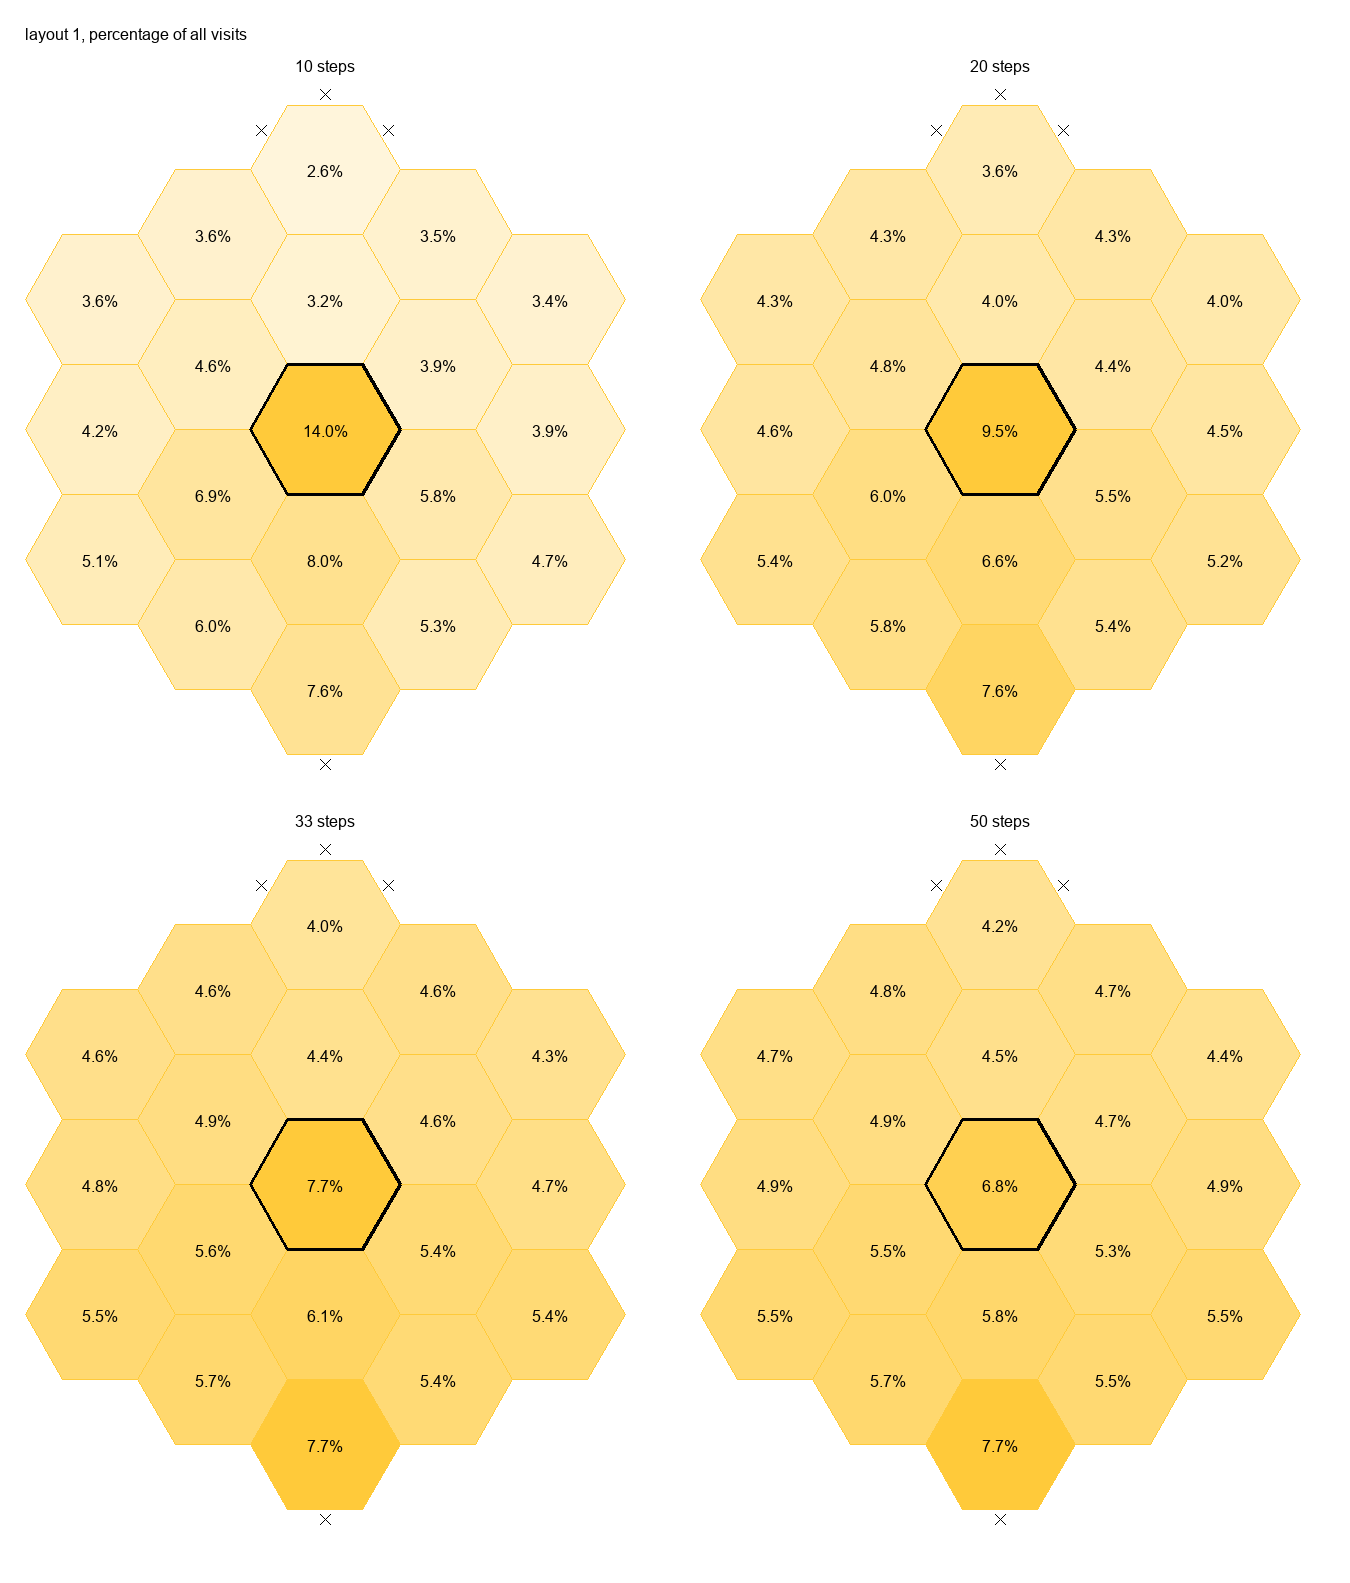 layout 1, percentage of all visits
10 steps
2.6%
3.6% 3.5%
3.6% 3.2% 3.4%
4.6% 3.9%
4.2% 14.0% 3.9%
6.9% 5.8%
5.1% 8.0% 4.7%
6.0% 5.3%
7.6%
20 steps
3.6%
4.3% 4.3%
4.3% 4.0% 4.0%
4.8% 4.4%
4.6% 9.5% 4.5%
6.0% 5.5%
5.4% 6.6% 5.2%
5.8% 5.4%
7.6%
33 steps
4.0%
4.6% 4.6%
4.6% 4.4% 4.3%
4.9% 4.6%
4.8% 7.7% 4.7%
5.6% 5.4%
5.5% 6.1% 5.4%
5.7% 5.4%
7.7%
50 steps
4.2%
4.8% 4.7%
4.7% 4.5% 4.4%
4.9% 4.7%
4.9% 6.8% 4.9%
5.5% 5.3%
5.5% 5.8% 5.5%
5.7% 5.5%
7.7%